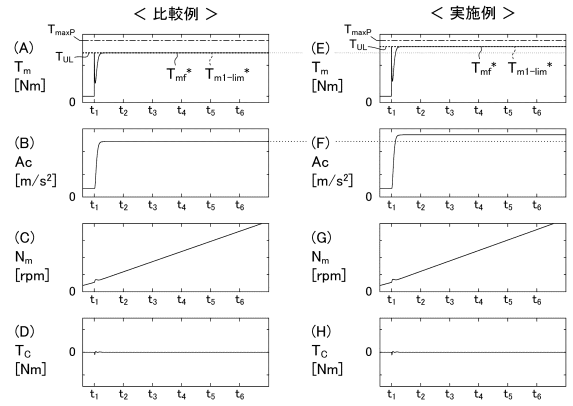 < 比較例 >
TmaxP
(A)
TUL
Tm
[Nm]
Tmf*
Tm1-lim*
0
t1 t2 t3 t4 t5 t6
(B)
Ac
[m/s²]
0
t1 t2 t3 t4 t5 t6
(C)
Nm
[rpm]
0
t1 t2 t3 t4 t5 t6
(D)
TC
0
[Nm]
t1 t2 t3 t4 t5 t6
< 実施例 >
TmaxP
(E)
TUL
Tm
[Nm]
Tmf*
Tm1-lim*
0
t1 t2 t3 t4 t5 t6
(F)
Ac
[m/s²]
0
t1 t2 t3 t4 t5 t6
(G)
Nm
[rpm]
0
t1 t2 t3 t4 t5 t6
(H)
TC
0
[Nm]
t1 t2 t3 t4 t5 t6